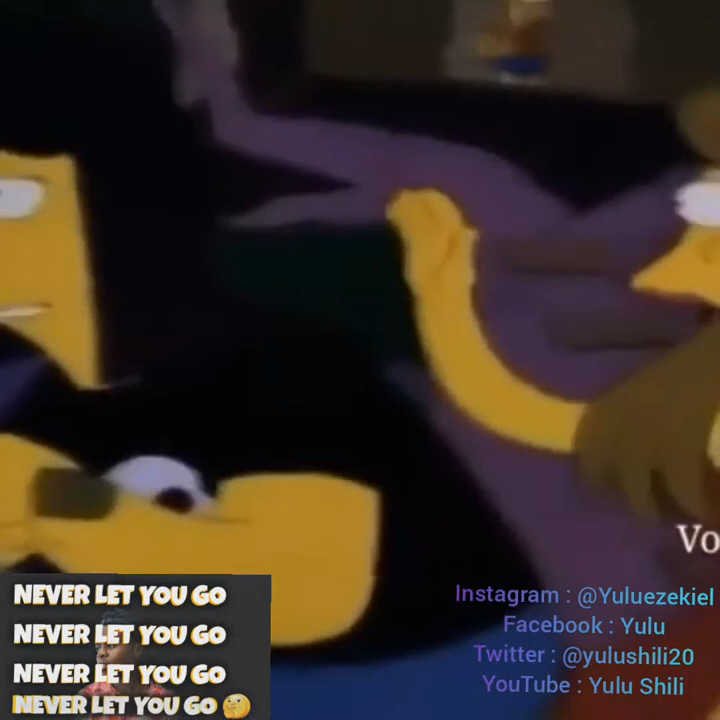 Vo
NEVER LET YOU GO
NEVER LET YOU GO
NEVER LET YOU GO
NEVER LET YOU GO 🤔
Instagram : @Yuluezekiel
Facebook : Yulu
Twitter : @yulushili20
YouTube : Yulu Shili